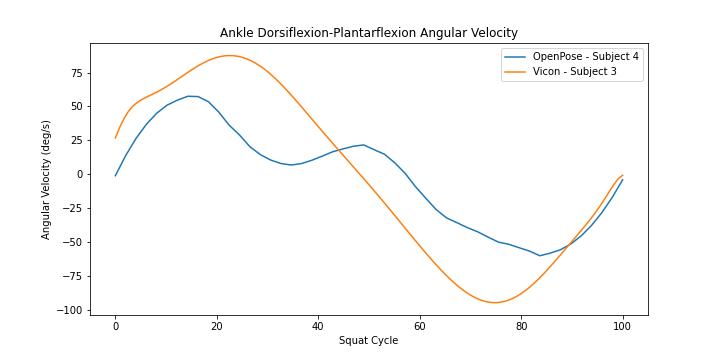 Ankle Dorsiflexion-Plantarflexion Angular Velocity
OpenPose - Subject 4
Vicon - Subject 3
Angular Velocity (deg/s)
75
50
25
0
−25
−50
−75
−100
0 20 40 60 80 100
Squat Cycle